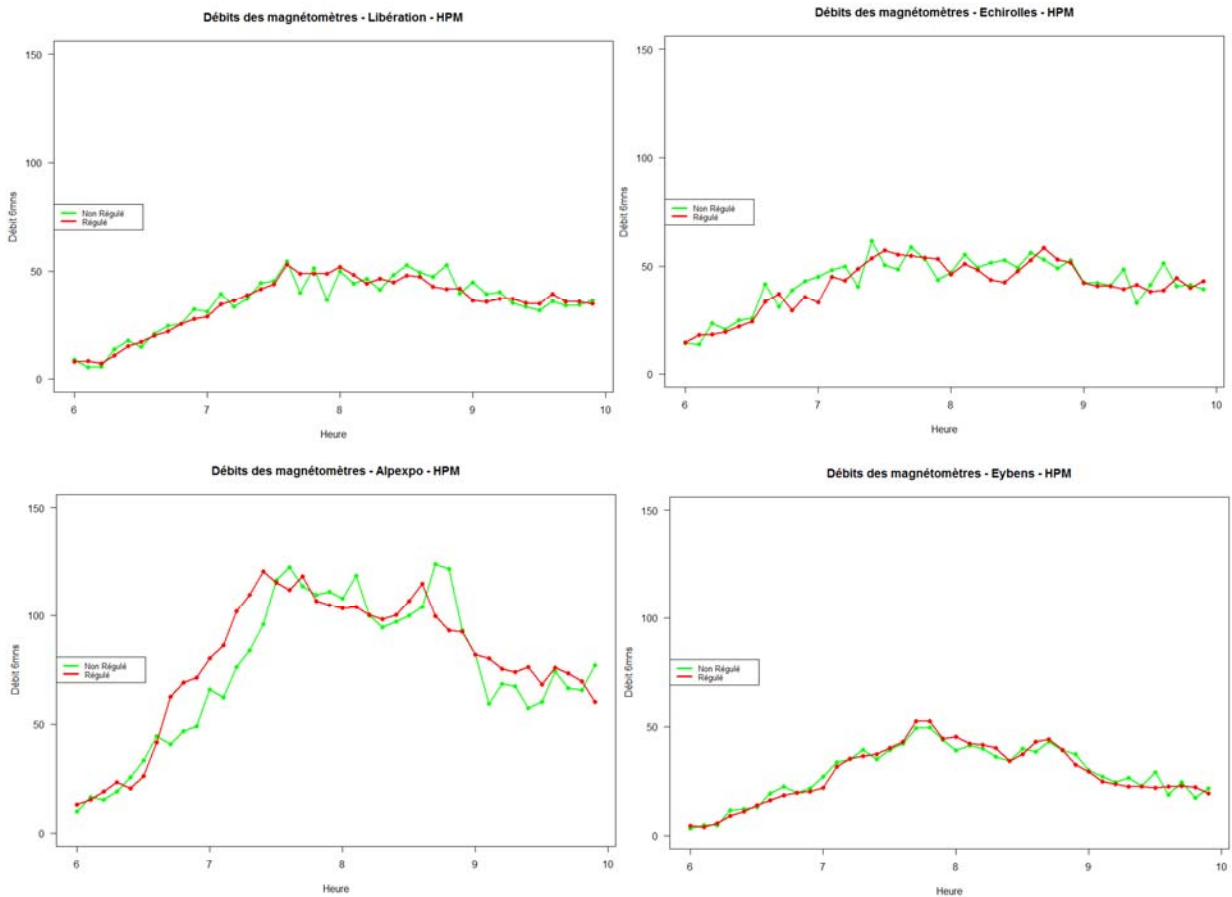 Débits des magnétomètres - Libération - HPM
150
100
50
0
Débit 6mns
Non Régulé
Régulé
6 7 8 9 10
Heure
Débits des magnétomètres - Echirolles - HPM
150
100
50
0
Débit 6mns
Non Régulé
Régulé
6 7 8 9 10
Heure
Débits des magnétomètres - Alpexpo - HPM
150
100
50
0
Débit 6mns
Non Régulé
Régulé
6 7 8 9 10
Heure
Débits des magnétomètres - Eybens - HPM
150
100
50
0
Débit 6mns
Non Régulé
Régulé
6 7 8 9 10
Heure